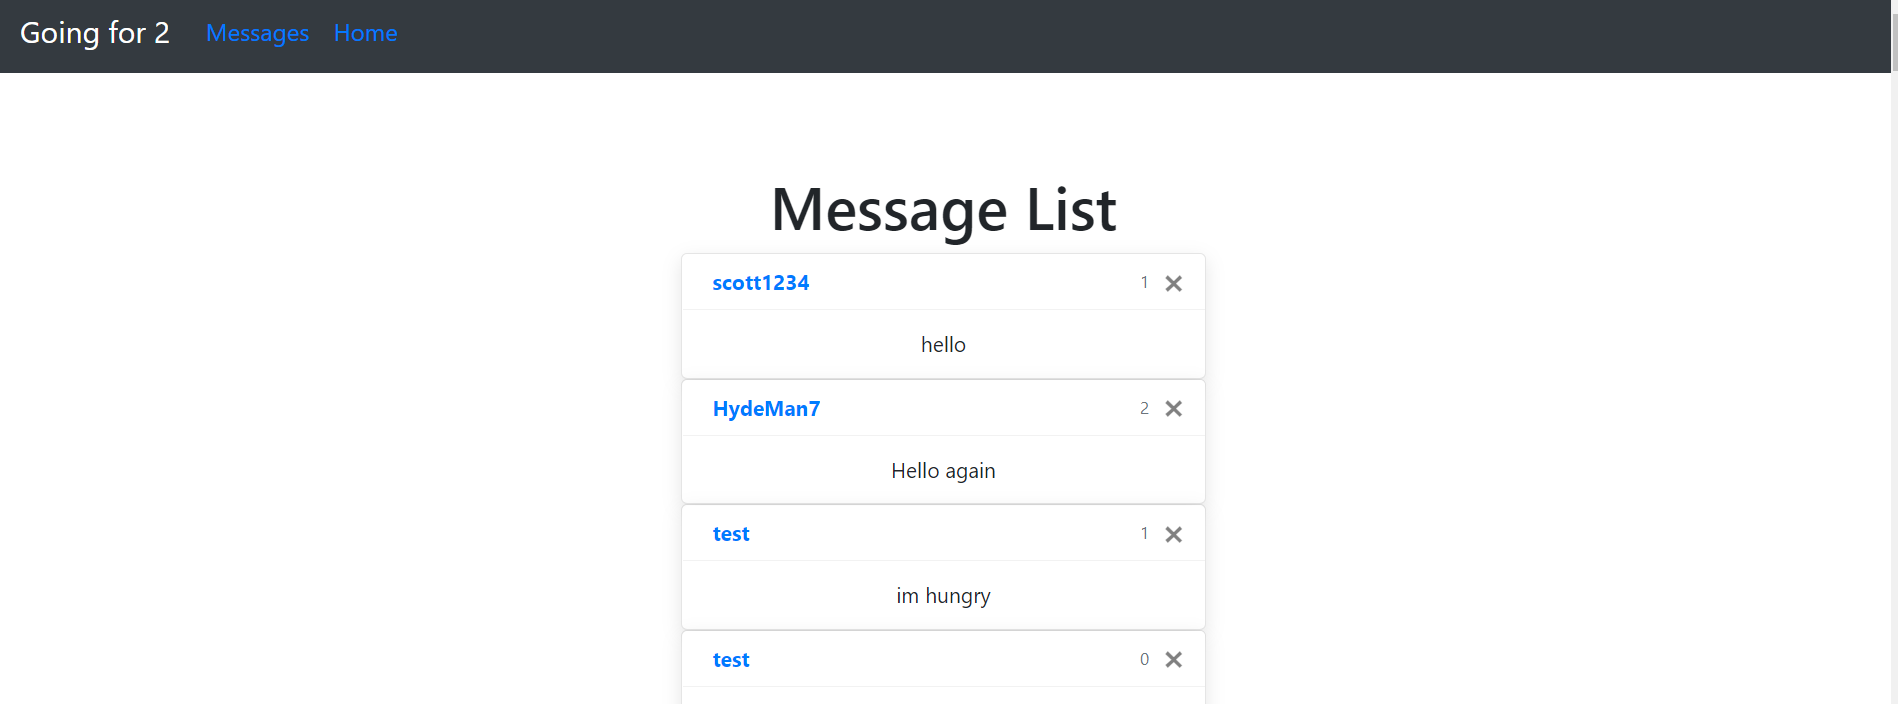 Going for 2 Messages Home
Message List
scott1234 1
hello
HydeMan7 2
Hello again
test 1
im hungry
test 0